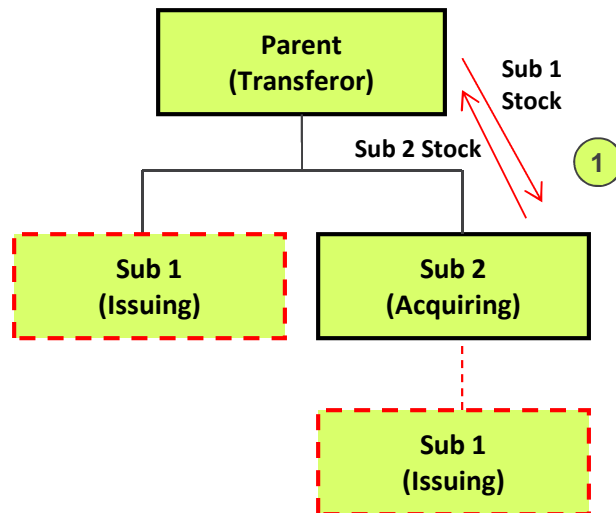 Parent
(Transferor)
Sub 1
Stock
Sub 2 Stock
1
Sub 1
(Issuing)
Sub 2
(Acquiring)
Sub 1
(Issuing)